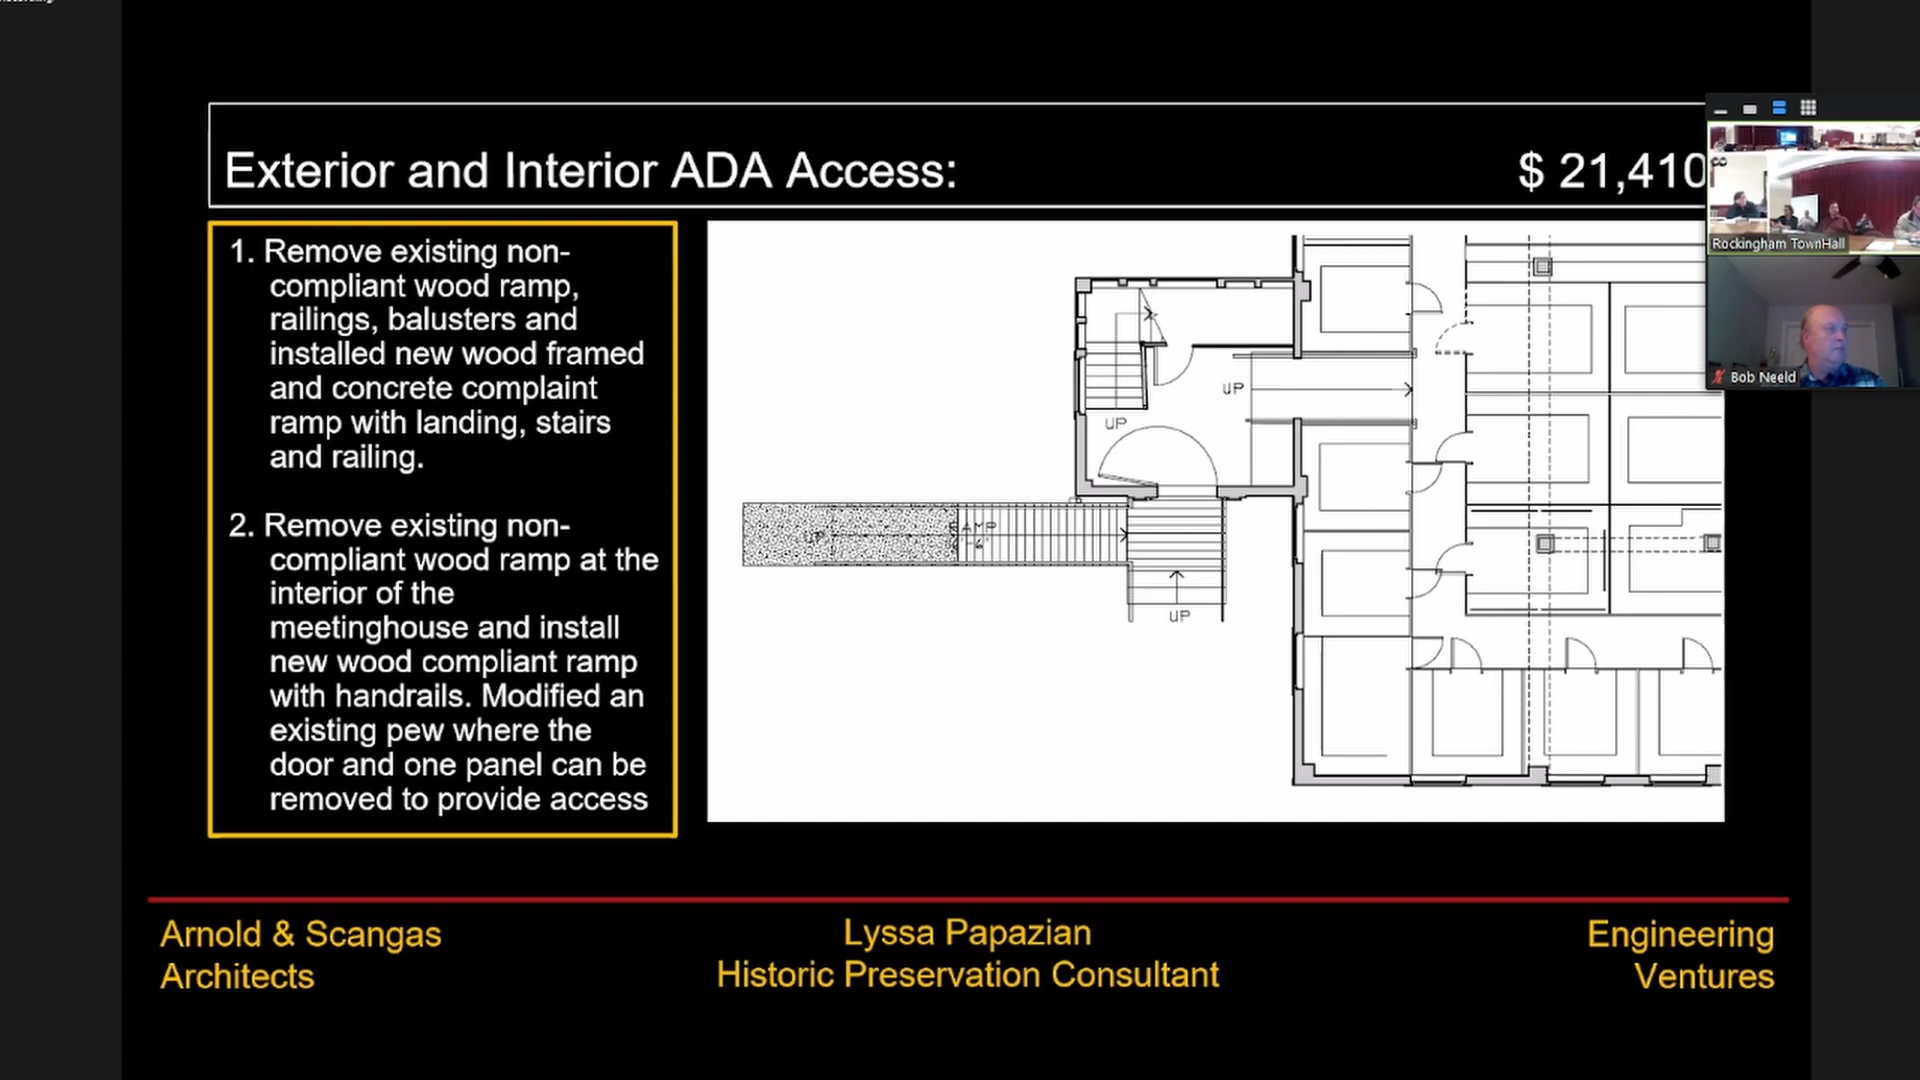 Exterior and Interior ADA Access:
$ 21,410
1. Remove existing non-
compliant wood ramp,
railings, balusters and
installed new wood framed
and concrete complaint
ramp with landing, stairs
and railing.
2. Remove existing non-
compliant wood ramp at the
interior of the
meetinghouse and install
new wood compliant ramp
with handrails. Modified an
existing pew where the
door and one panel can be
removed to provide access
UP
UP
UP
Rockingham TownHall
Bob Neeld
Arnold & Scangas
Architects
Lyssa Papazian
Historic Preservation Consultant
Engineering
Ventures